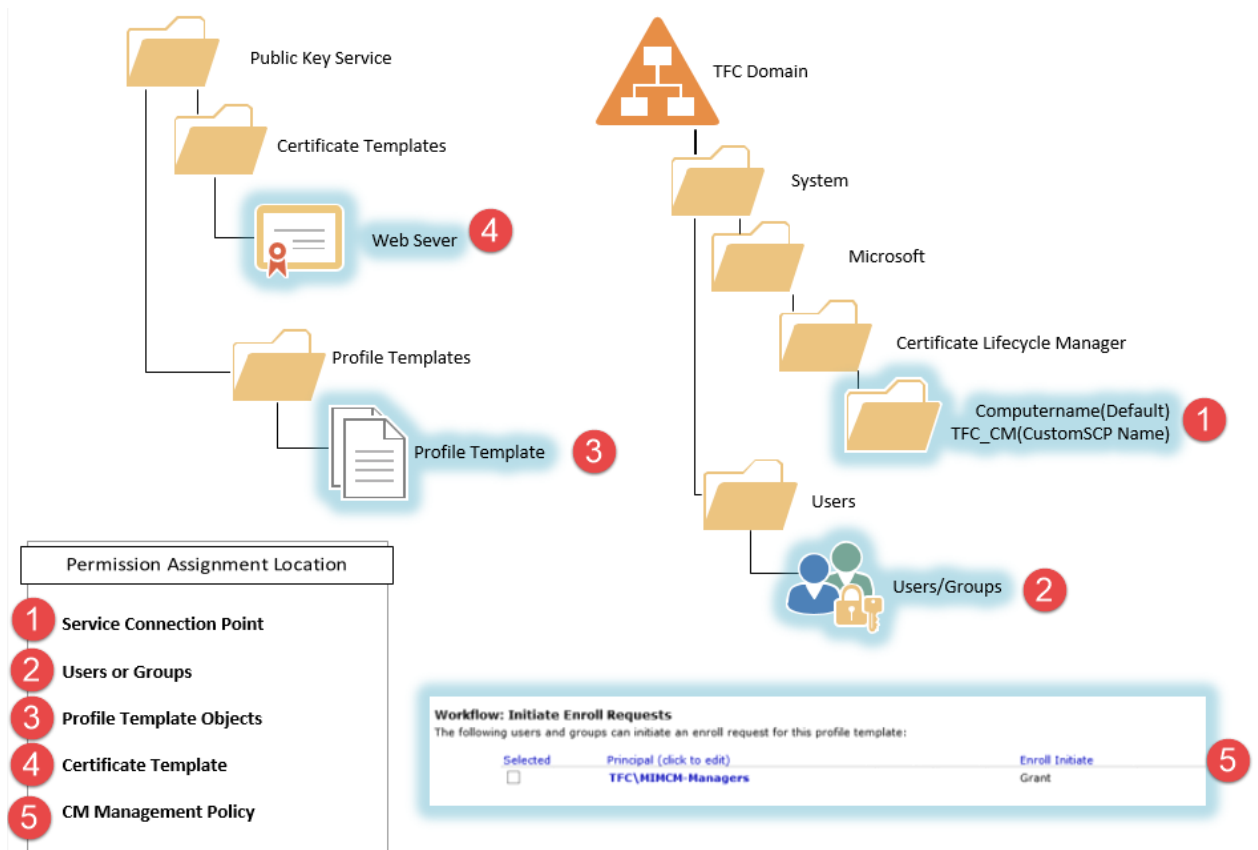 Public Key Service
Certificate Templates
Web Sever
4
Profile Templates
Profile Template
3
TFC Domain
System
Microsoft
Certificate Lifecycle Manager
Computername(Default)
TFC_CM(CustomSCP Name)
1
Users
Users/Groups
2
Permission Assignment Location
1 Service Connection Point
2 Users or Groups
3 Profile Template Objects
4 Certificate Template
5 CM Management Policy
Workflow: Initiate Enroll Requests
The following users and groups can initiate an enroll request for this profile template:
Selected Principal (click to edit) Enroll Initiate
TFC\MIMCM-Managers Grant
5